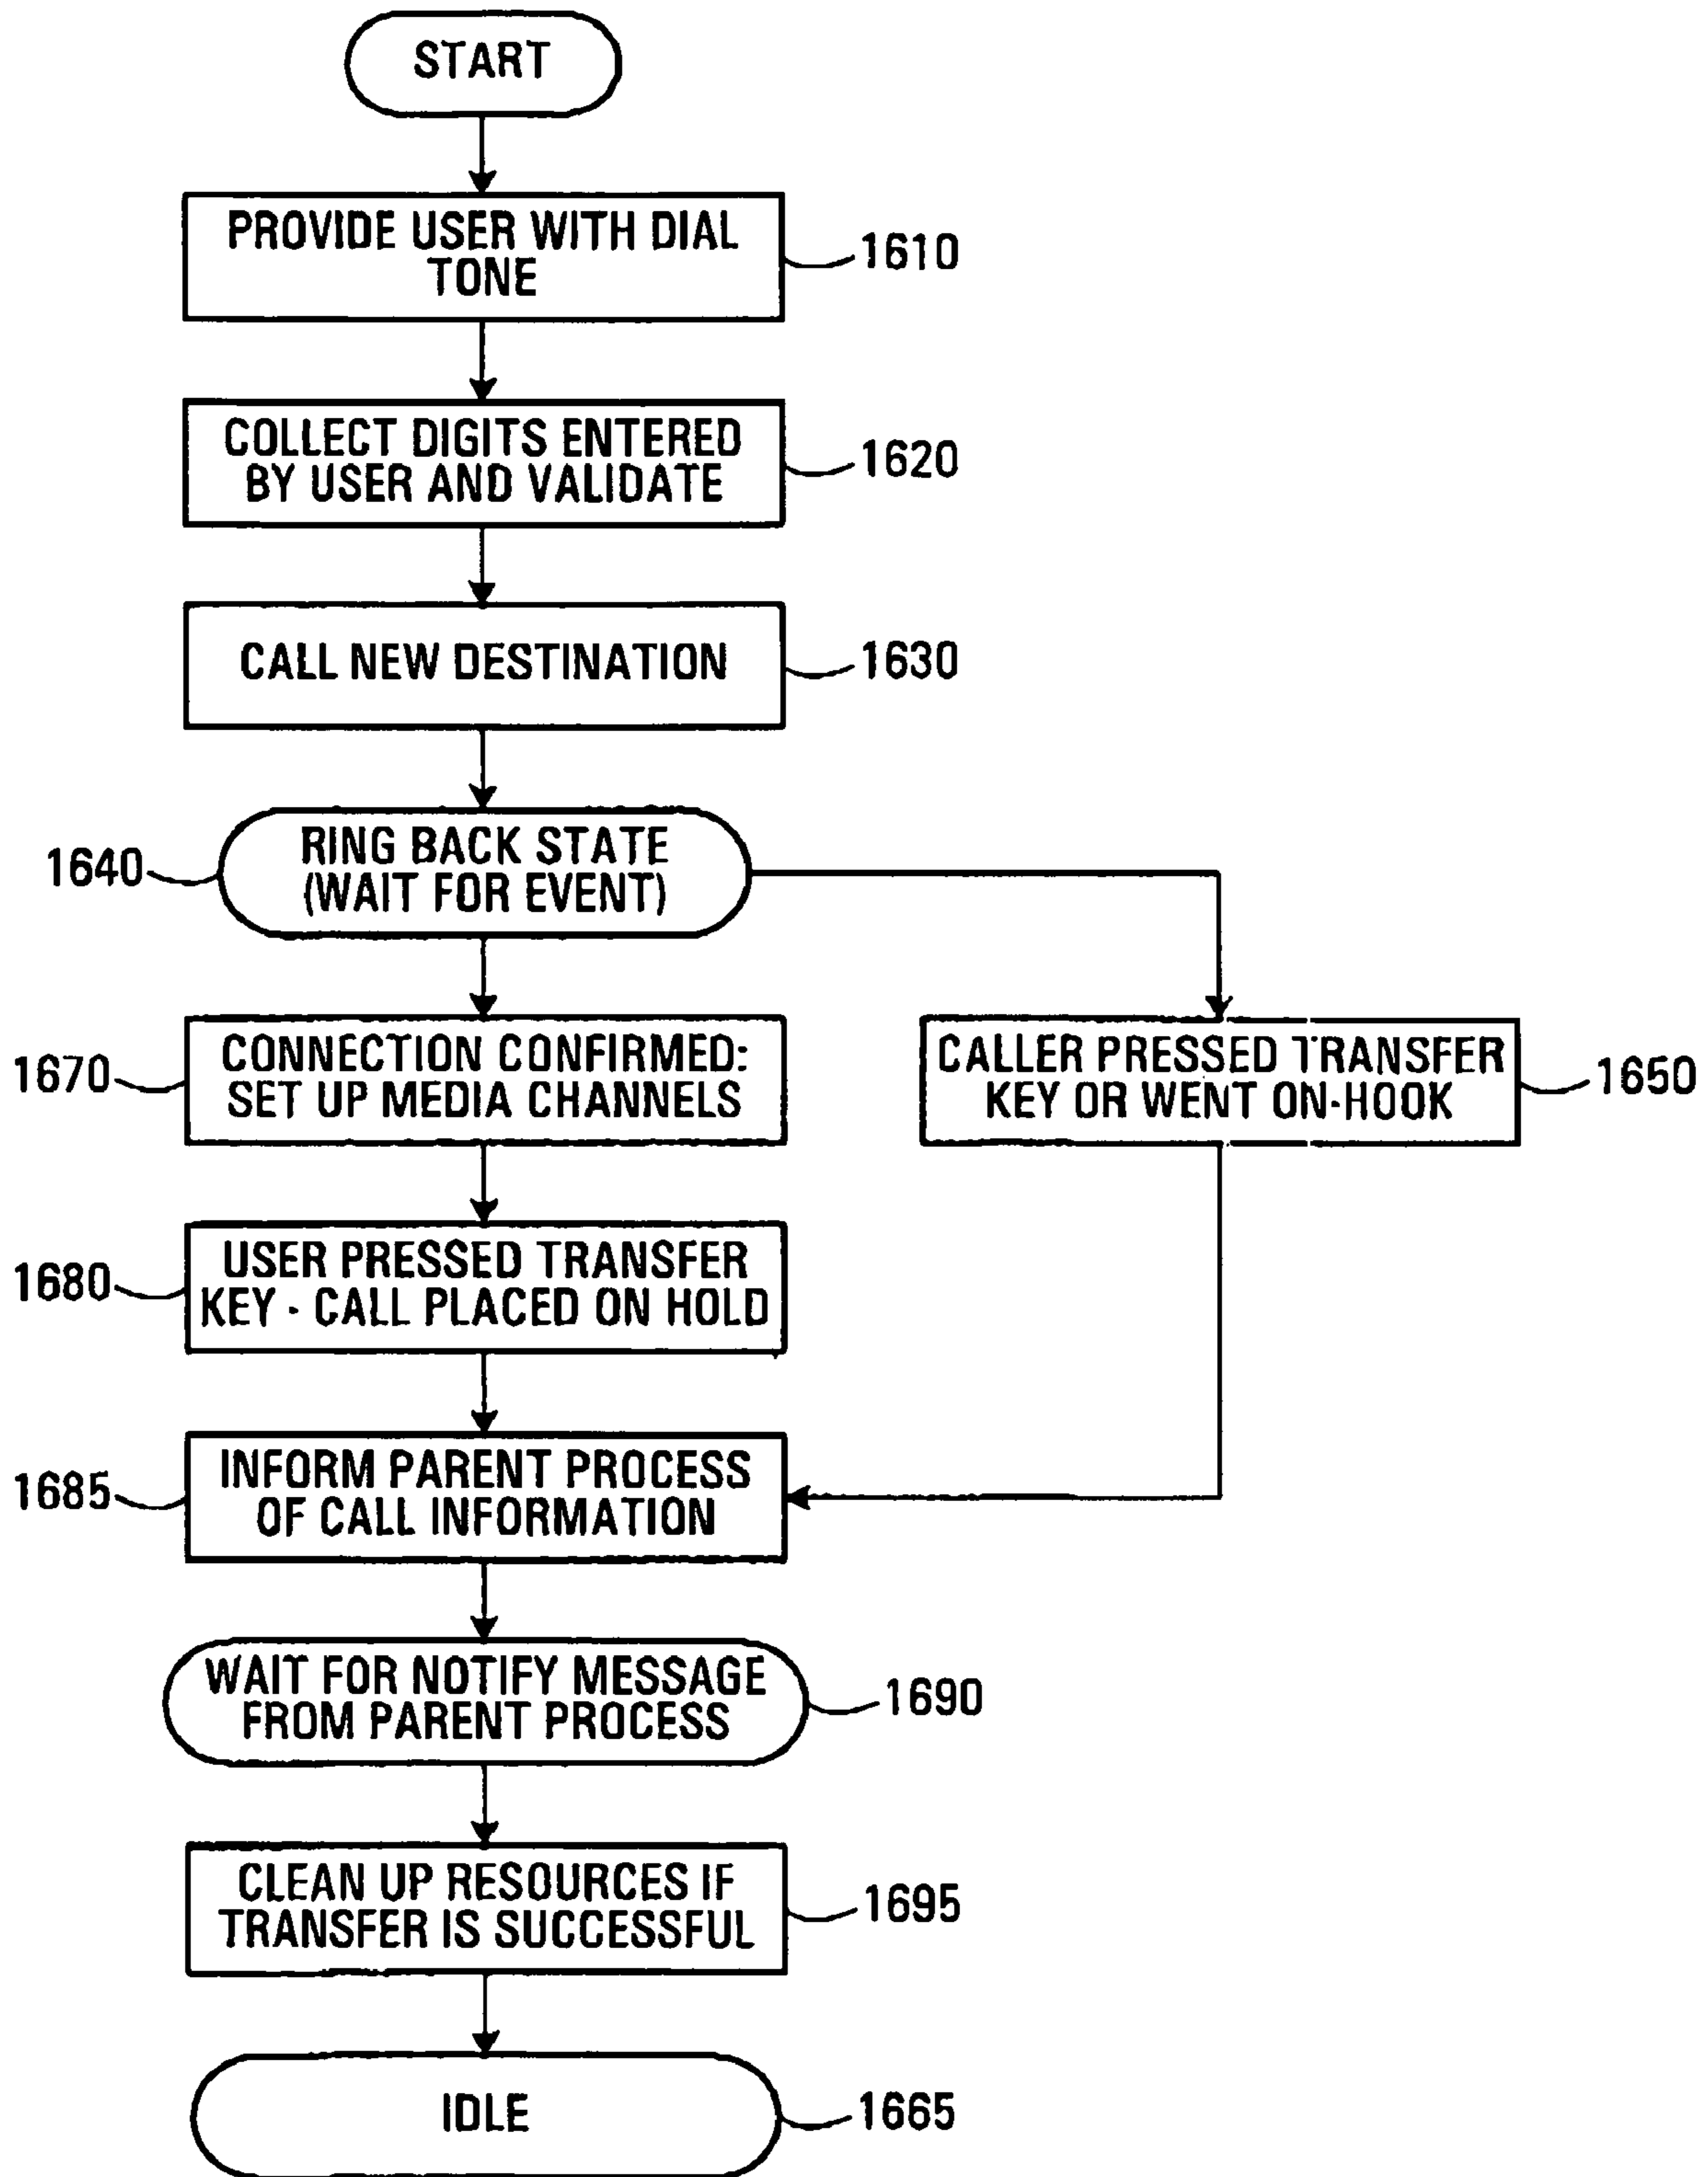 START
PROVIDE USER WITH DIAL
TONE
1610
COLLECT DIGITS ENTERED
BY USER AND VALIDATE
1620
CALL NEW DESTINATION
1630
RING BACK STATE
(WAIT FOR EVENT)
1640
CONNECTION CONFIRMED:
SET UP MEDIA CHANNELS
1670
CALLER PRESSED TRANSFER
KEY OR WENT ON-HOOK
1650
USER PRESSED TRANSFER
KEY - CALL PLACED ON HOLD
1680
INFORM PARENT PROCESS
OF CALL INFORMATION
1685
WAIT FOR NOTIFY MESSAGE
FROM PARENT PROCESS
1690
CLEAN UP RESOURCES IF
TRANSFER IS SUCCESSFUL
1695
IDLE
1665